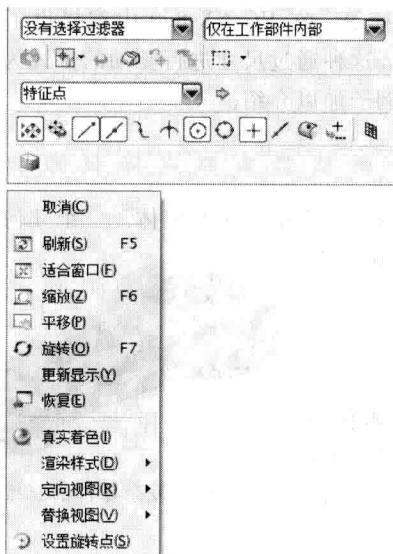 没有选择过滤器 仅在工作部件内部
特征点
取消(C)
刷新(S) F5
适合窗口(F)
缩放(Z) F6
平移(P)
旋转(O) F7
更新显示(Y)
恢复(E)
真实着色(I)
渲染样式(D)
定向视图(R)
替换视图(V)
设置旋转点(S)